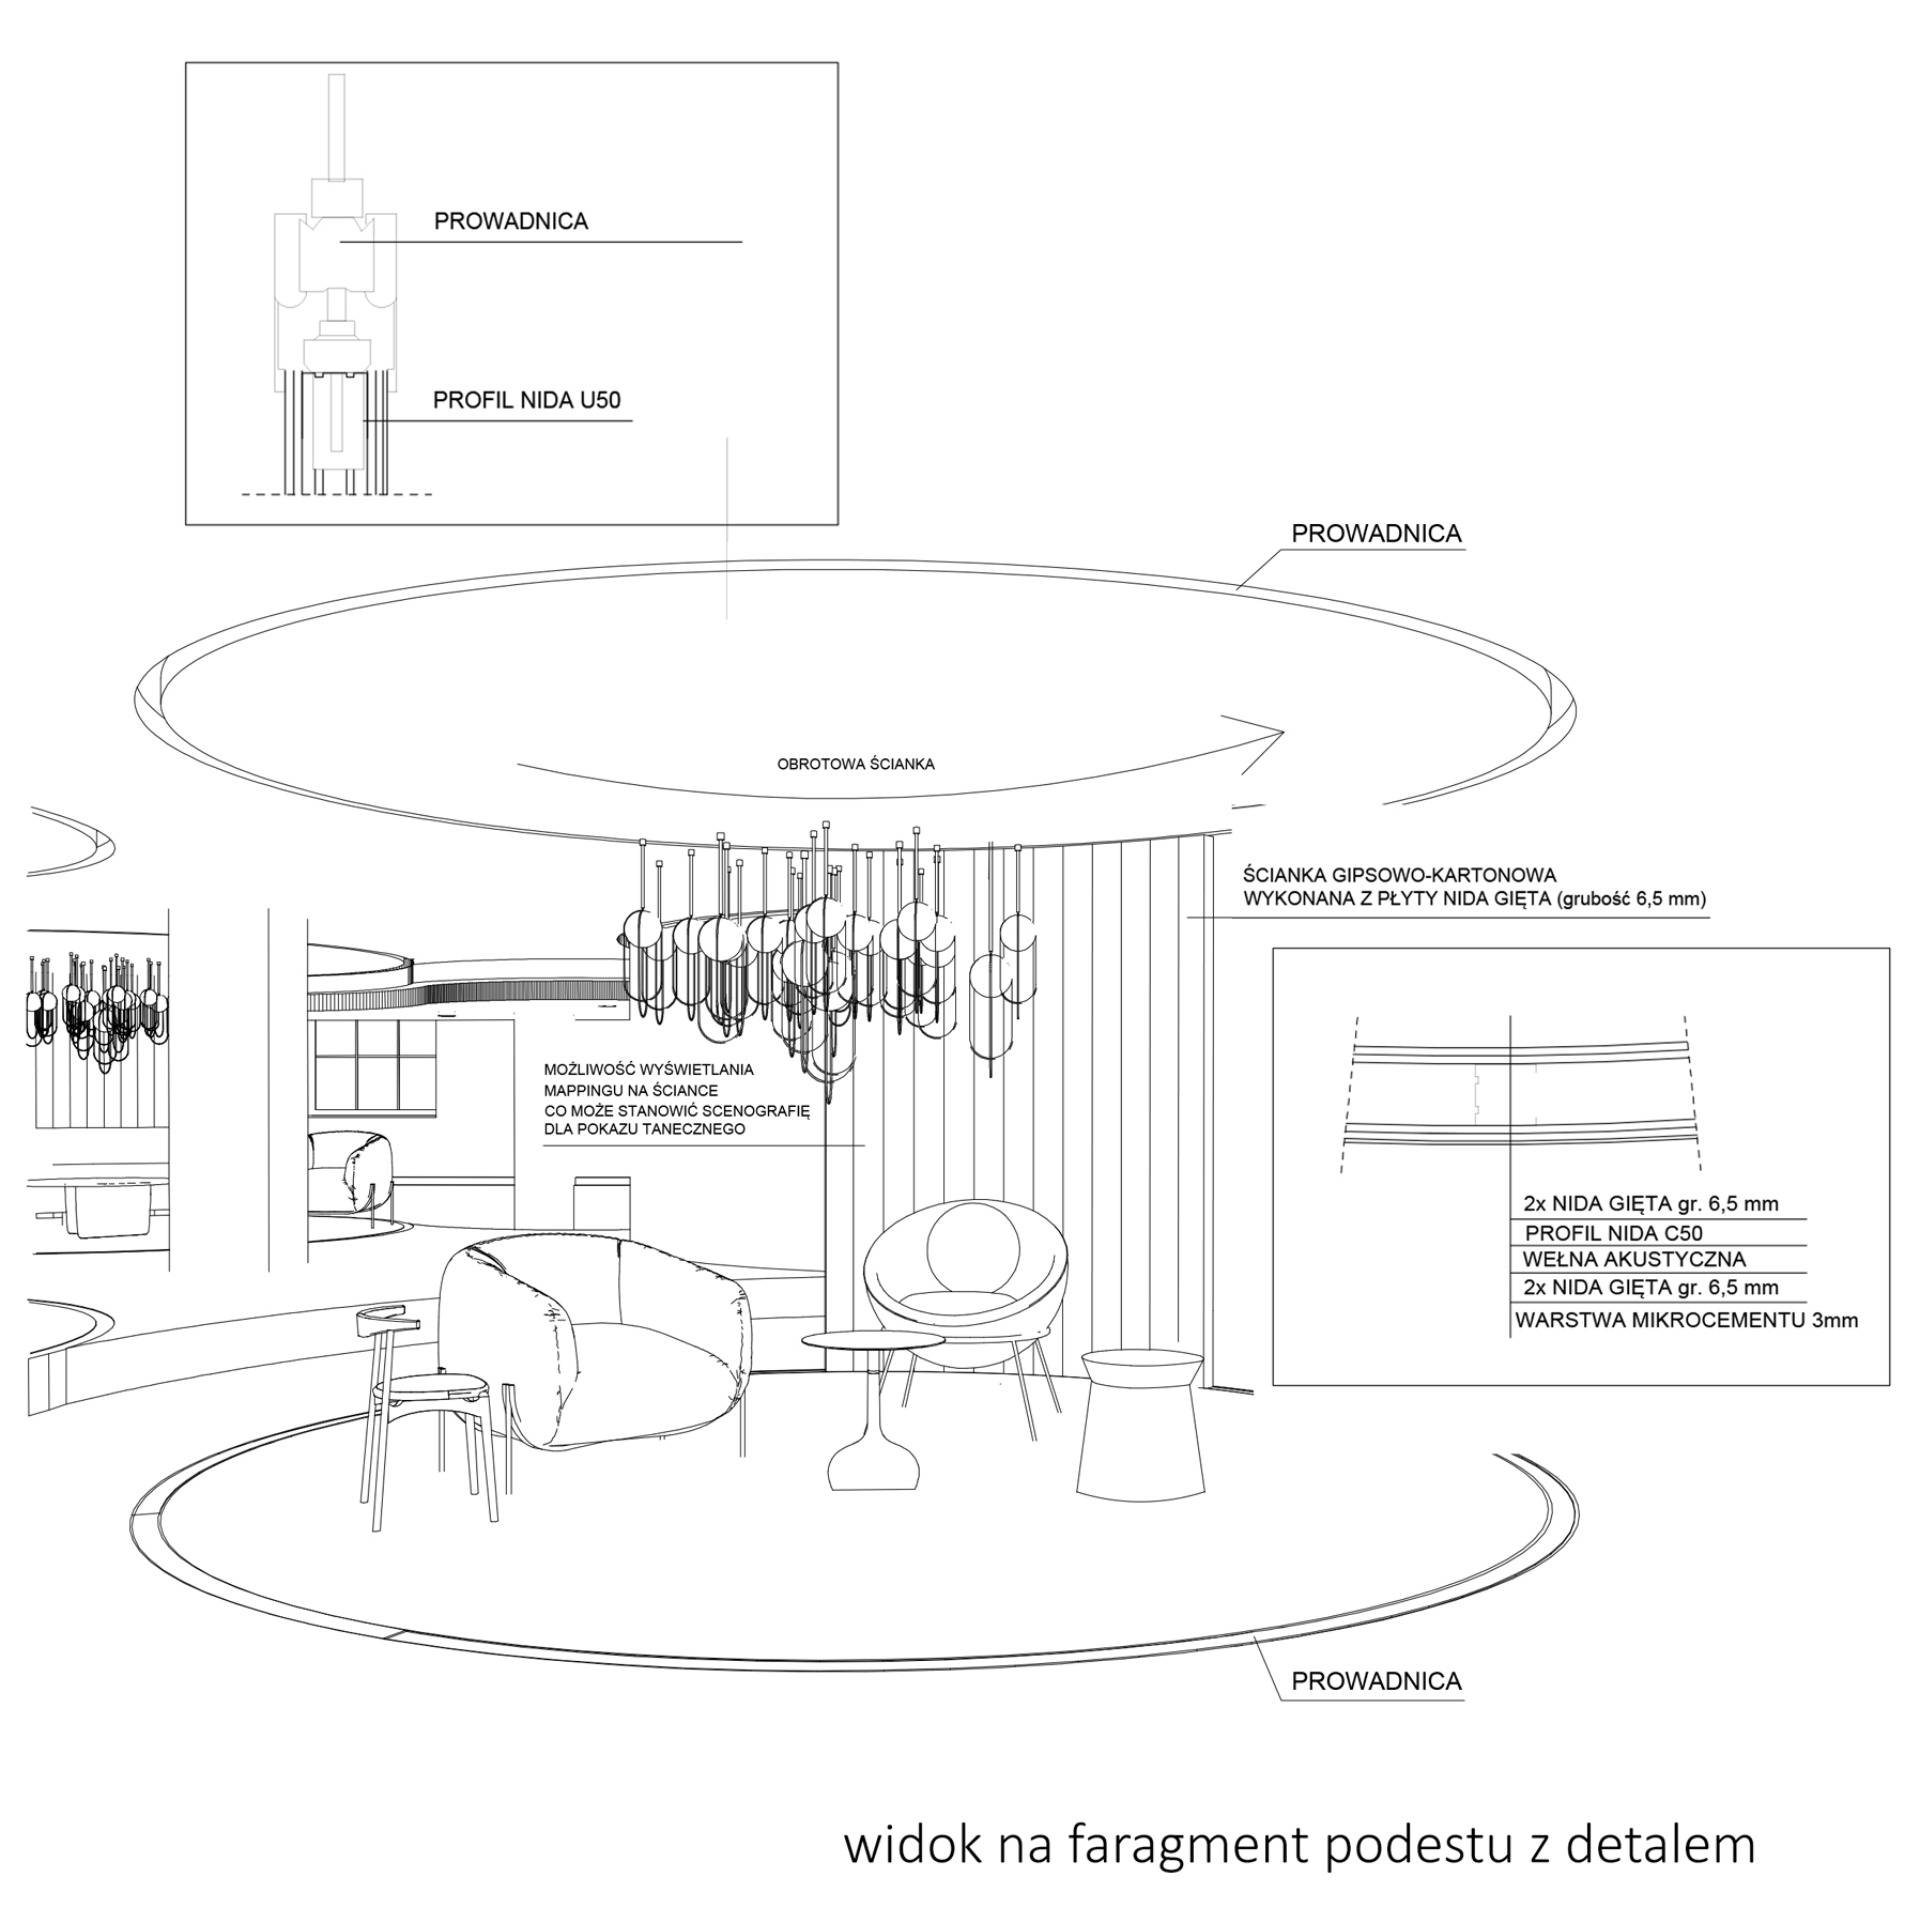 PROWADNICA
PROFIL NIDA U50
PROWADNICA
OBROTOWA ŚCIANKA
ŚCIANKA GIPSOWO-KARTONOWA
WYKONANA Z PŁYTY NIDA GIĘTA (grubość 6,5 mm)
MOŻLIWOŚĆ WYŚWIETLANIA
MAPPINGU NA ŚCIANCE
CO MOŻE STANOWIĆ SCENOGRAFIĘ
DLA POKAZU TANECZNEGO
2x NIDA GIĘTA gr. 6,5 mm
PROFIL NIDA C50
WEŁNA AKUSTYCZNA
2x NIDA GIĘTA gr. 6,5 mm
WARSTWA MIKROCEMENTU 3mm
PROWADNICA
widok na faragment podestu z detalem